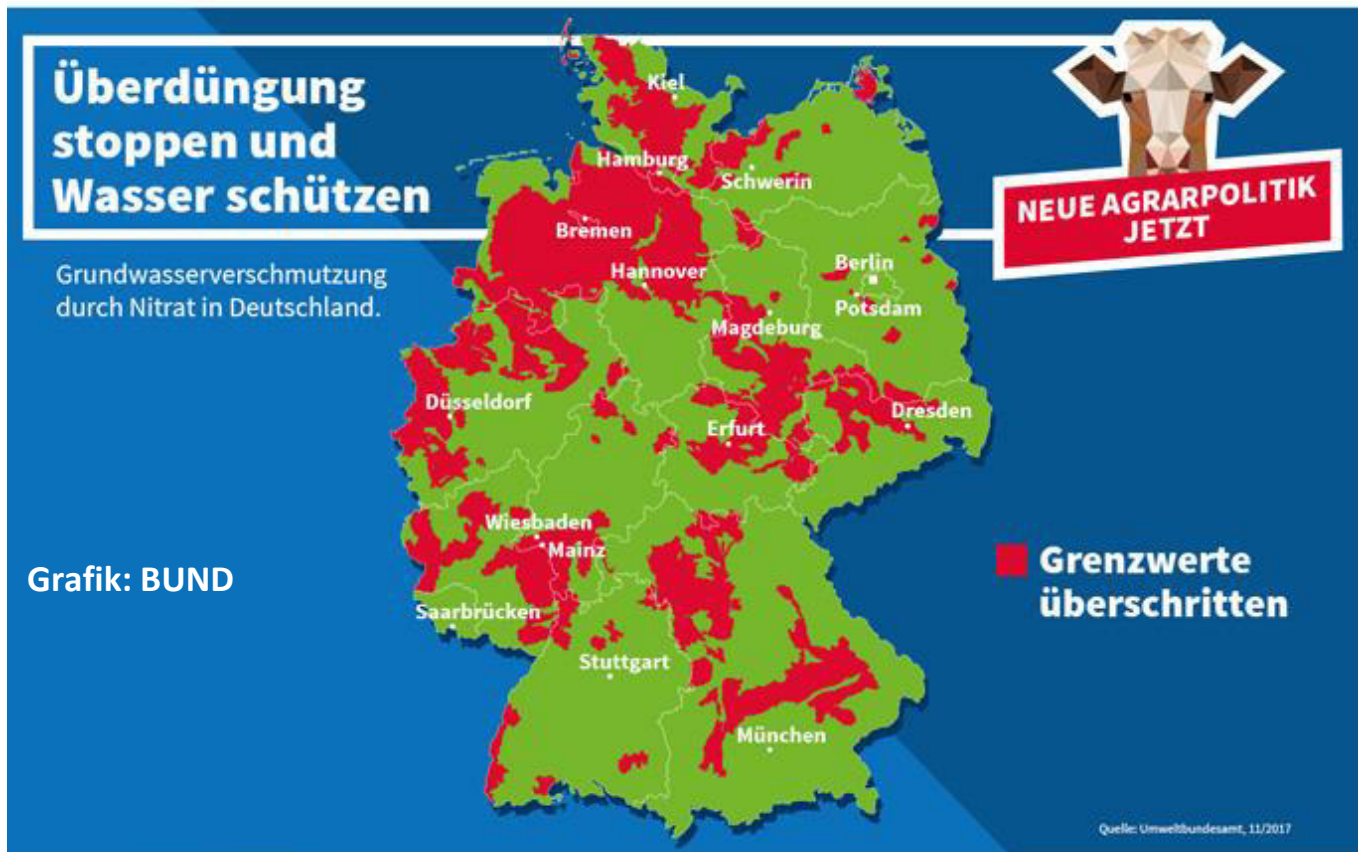 Überdüngung
stoppen und
Wasser schützen
Grundwasserverschmutzung
durch Nitrat in Deutschland.
NEUE AGRARPOLITIK
JETZT
Kiel
Hamburg
Schwerin
Bremen
Hannover
Berlin
Potsdam
Magdeburg
Düsseldorf
Erfurt
Dresden
Wiesbaden
Mainz
Saarbrücken
Stuttgart
München
Grafik: BUND
Grenzwerte
überschritten
Quelle: Umweltbundesamt, 11/2017